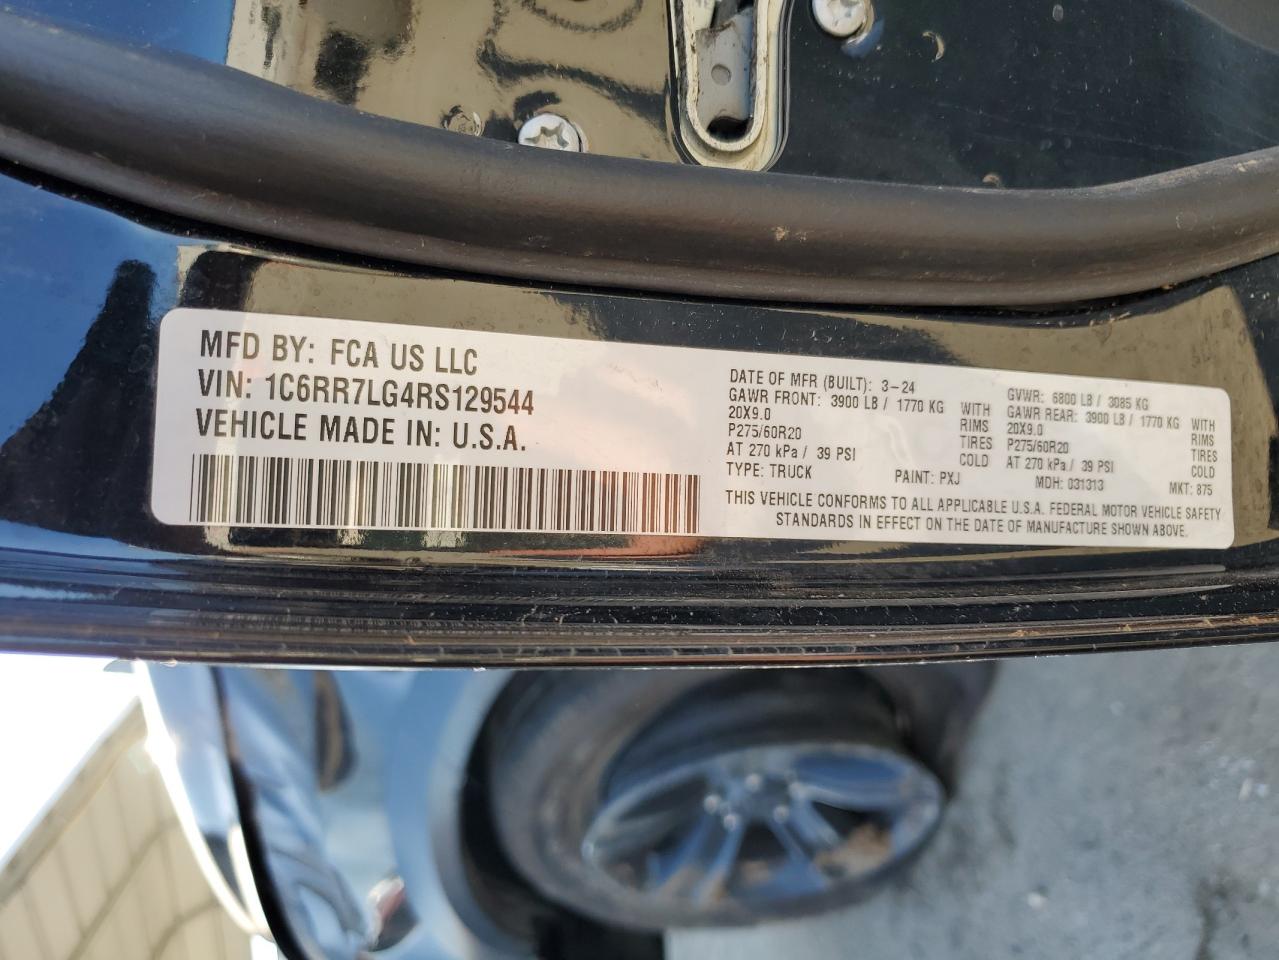 MFD BY: FCA US LLC
VIN: 1C6RR7LG4RS129544
VEHICLE MADE IN: U.S.A.
DATE OF MFR (BUILT): 3-24
GAWR FRONT: 3900 LB / 1770 KG WITH
20X9.0 RIMS
P275/60R20 TIRES
AT 270 kPa / 39 PSI COLD
TYPE: TRUCK PAINT: PXJ
GVWR: 6800 LB / 3085 KG
GAWR REAR: 3900 LB / 1770 KG WITH
20X9.0 RIMS
P275/60R20 TIRES
AT 270 kPa / 39 PSI COLD
MDH: 031313 MKT: 875
THIS VEHICLE CONFORMS TO ALL APPLICABLE U.S.A. FEDERAL MOTOR VEHICLE SAFETY
STANDARDS IN EFFECT ON THE DATE OF MANUFACTURE SHOWN ABOVE.